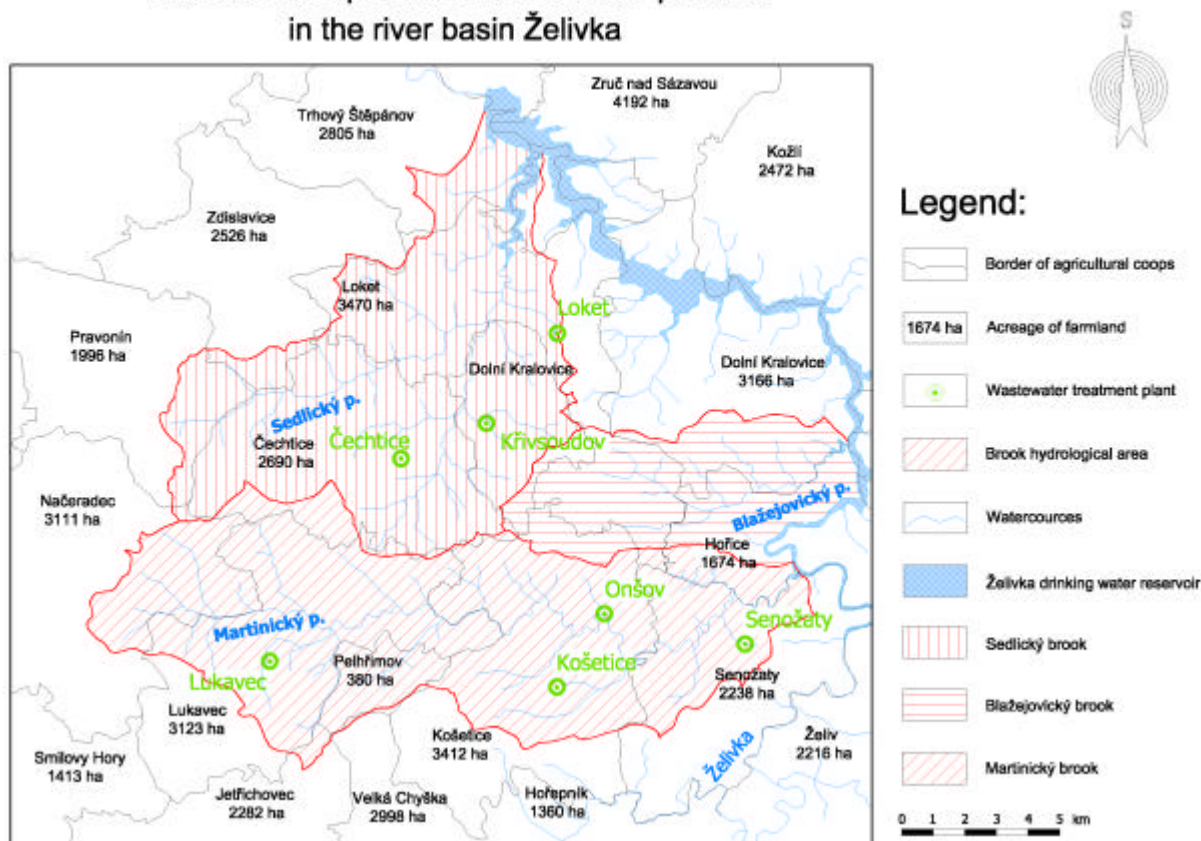 in the river basin Želivka
S
Zruč nad Sázavou
4192 ha
Trhový Štěpánov
2805 ha
Kožlí
2472 ha
Zdislavice
2526 ha
Loket
3470 ha
Loket
Pravonín
1996 ha
Dolní Kralovice
Dolní Kralovice
3166 ha
Sedlický p.
Čechtice
2690 ha
Čechtice
Křivsoudov
Načeradec
3111 ha
Blažejovický p.
Hořice
1674 ha
Onšov
Senožaty
Martinický p.
Pelhřimov
380 ha
Košetice
Lukavec
Senožaty
2238 ha
Lukavec
3123 ha
Košetice
3412 ha
Želivka
Želiv
2216 ha
Smilovy Hory
1413 ha
Jetřichovec
2282 ha
Velká Chyška
2998 ha
Hořepník
1360 ha
Legend:
Border of agricultural coops
1674 ha
Acreage of farmland
Wastewater treatment plant
Brook hydrological area
Watercources
Želivka drinking water reservoir
Sedlický brook
Blažejovický brook
Martinický brook
0 1 2 3 4 5 km